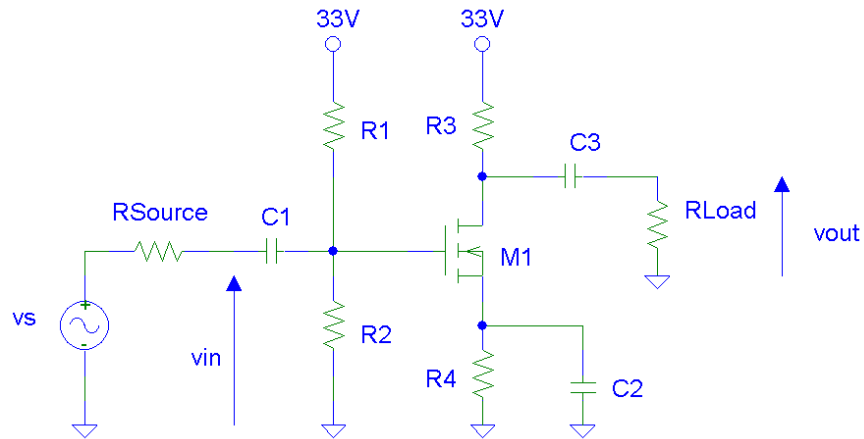 33V
33V
R1
R3
C3
RSource
C1
RLoad
vout
M1
vs
+
-
vin
R2
R4
C2